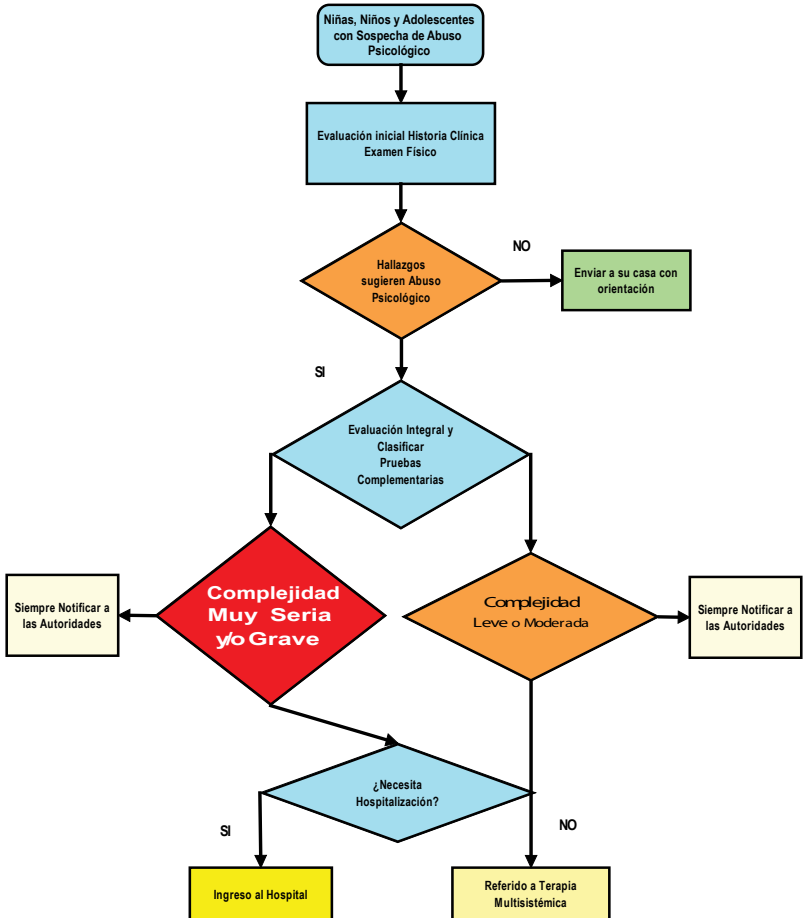 Niñas, Niños y Adolescentes
con Sospecha de Abuso
Psicológico
Evaluación inicial Historia Clínica
Examen Físico
Hallazgos
sugieren Abuso
Psicológico
NO
Enviar a su casa con
orientación
SI
Evaluación Integral y
Clasificar
Pruebas
Complementarias
Siempre Notificar a
las Autoridades
Complejidad
Muy Seria
y/o Grave
Complejidad
Leve o Moderada
Siempre Notificar a
las Autoridades
¿Necesita
Hospitalización?
SI
NO
Ingreso al Hospital
Referido a Terapia
Multisistémica